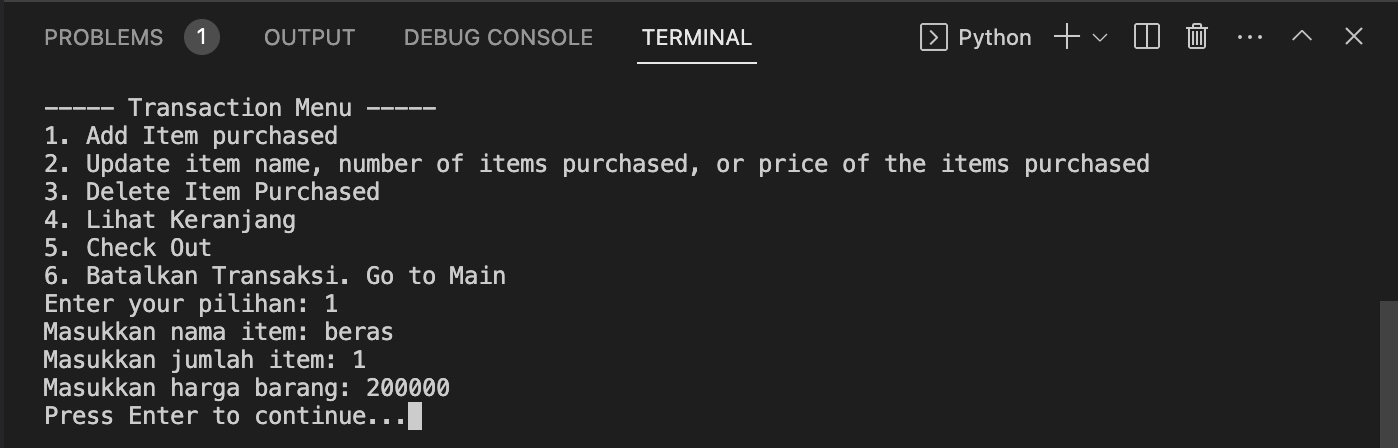 PROBLEMS 1 OUTPUT DEBUG CONSOLE TERMINAL Python
----- Transaction Menu -----
1. Add Item purchased
2. Update item name, number of items purchased, or price of the items purchased
3. Delete Item Purchased
4. Lihat Keranjang
5. Check Out
6. Batalkan Transaksi. Go to Main
Enter your pilihan: 1
Masukkan nama item: beras
Masukkan jumlah item: 1
Masukkan harga barang: 200000
Press Enter to continue...